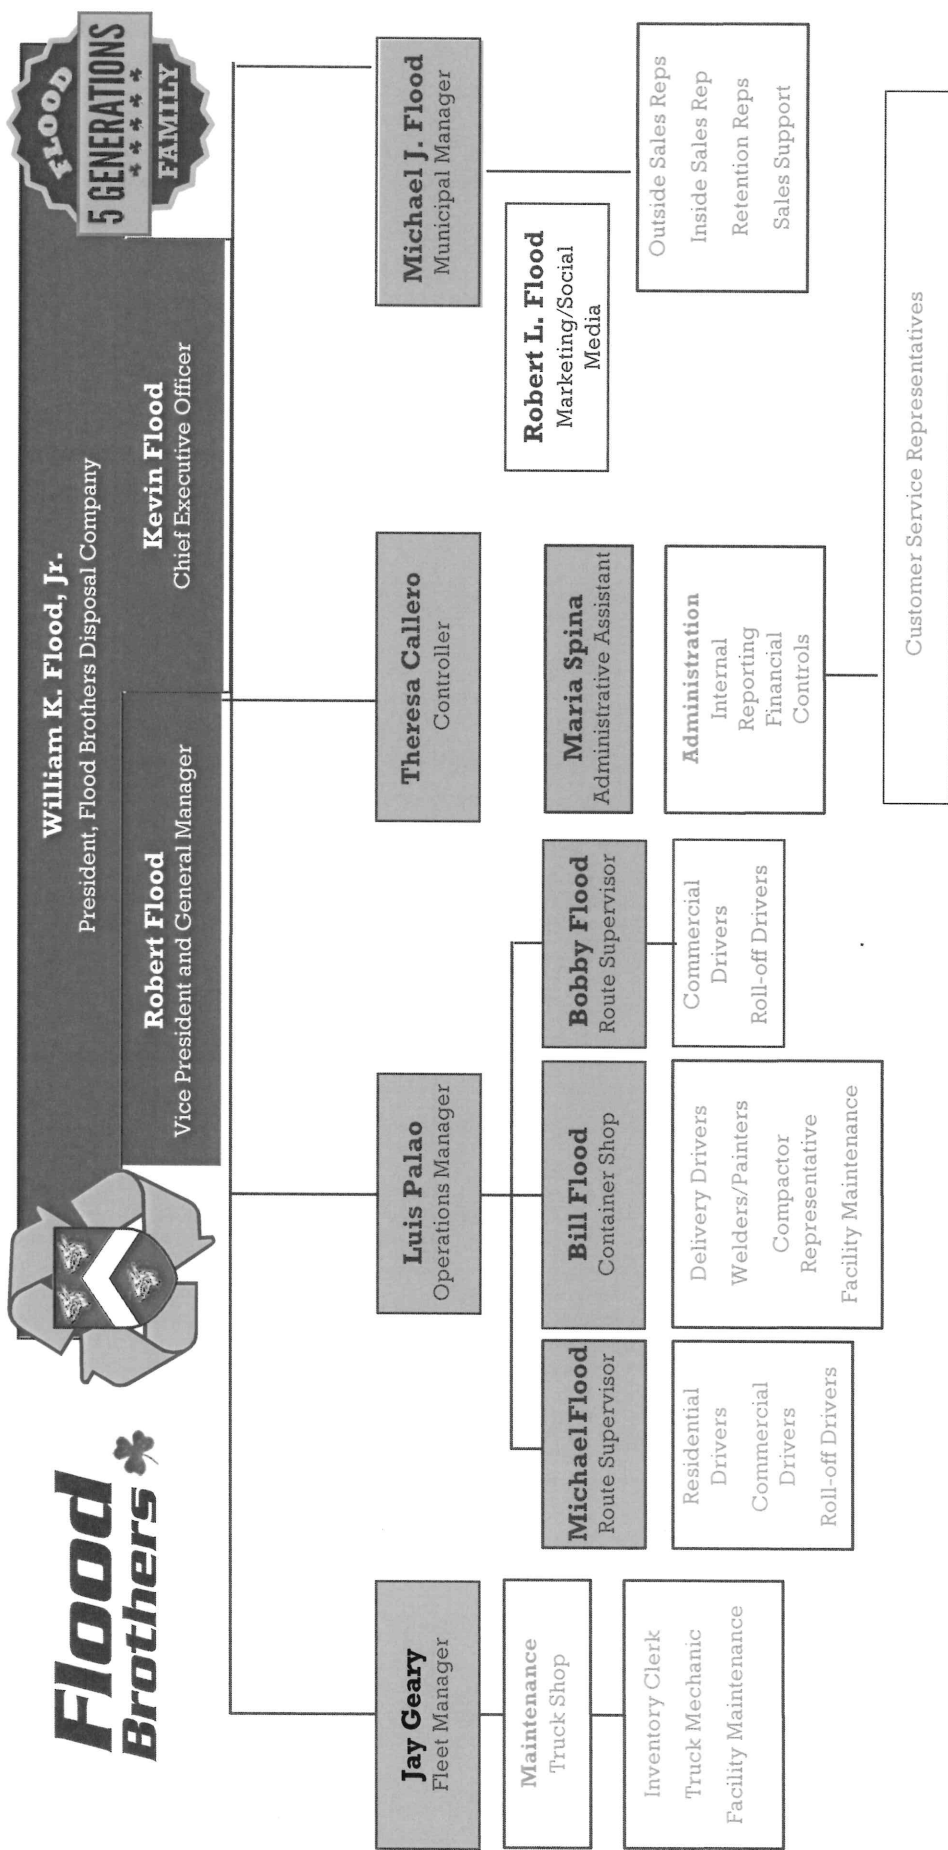 Flood
Brothers
FLOOD
5 GENERATIONS
FAMILY
William K. Flood, Jr.
President, Flood Brothers Disposal Company
Robert Flood
Vice President and General Manager
Kevin Flood
Chief Executive Officer
Jay Geary
Fleet Manager
Maintenance
Truck Shop
Inventory Clerk
Truck Mechanic
Facility Maintenance
Luis Palao
Operations Manager
Michael Flood
Route Supervisor
Residential
Drivers
Commercial
Drivers
Roll-off Drivers
Bill Flood
Container Shop
Delivery Drivers
Welders/Painters
Compactor
Representative
Facility Maintenance
Bobby Flood
Route Supervisor
Commercial
Drivers
Roll-off Drivers
Theresa Callero
Controller
Maria Spina
Administrative Assistant
Administration
Internal
Reporting
Financial
Controls
Michael J. Flood
Municipal Manager
Robert L. Flood
Marketing/Social
Media
Outside Sales Reps
Inside Sales Rep
Retention Reps
Sales Support
Customer Service Representatives